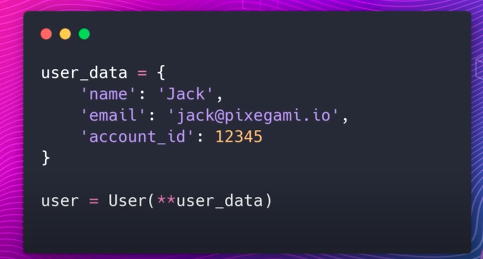 user_data = {
    'name': 'Jack',
    'email': 'jack@pixegami.io',
    'account_id': 12345
}

user = User(**user_data)